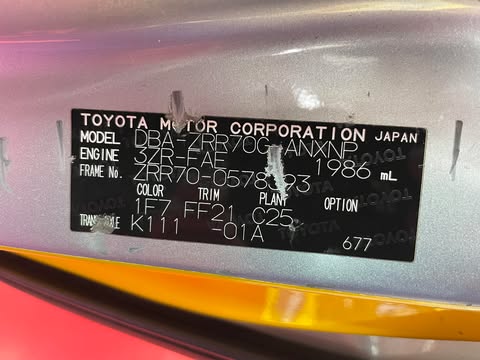 TOYOTA MOTOR CORPORATION JAPAN
MODEL DBA-ZRR70G-ANXNP
ENGINE 3ZR-FAE 1986 mL
FRAME No. ZRR70-0578393
COLOR TRIM PLANT OPTION
1F7 FF21 C25
TRANS./AXLE K111 -01A
677